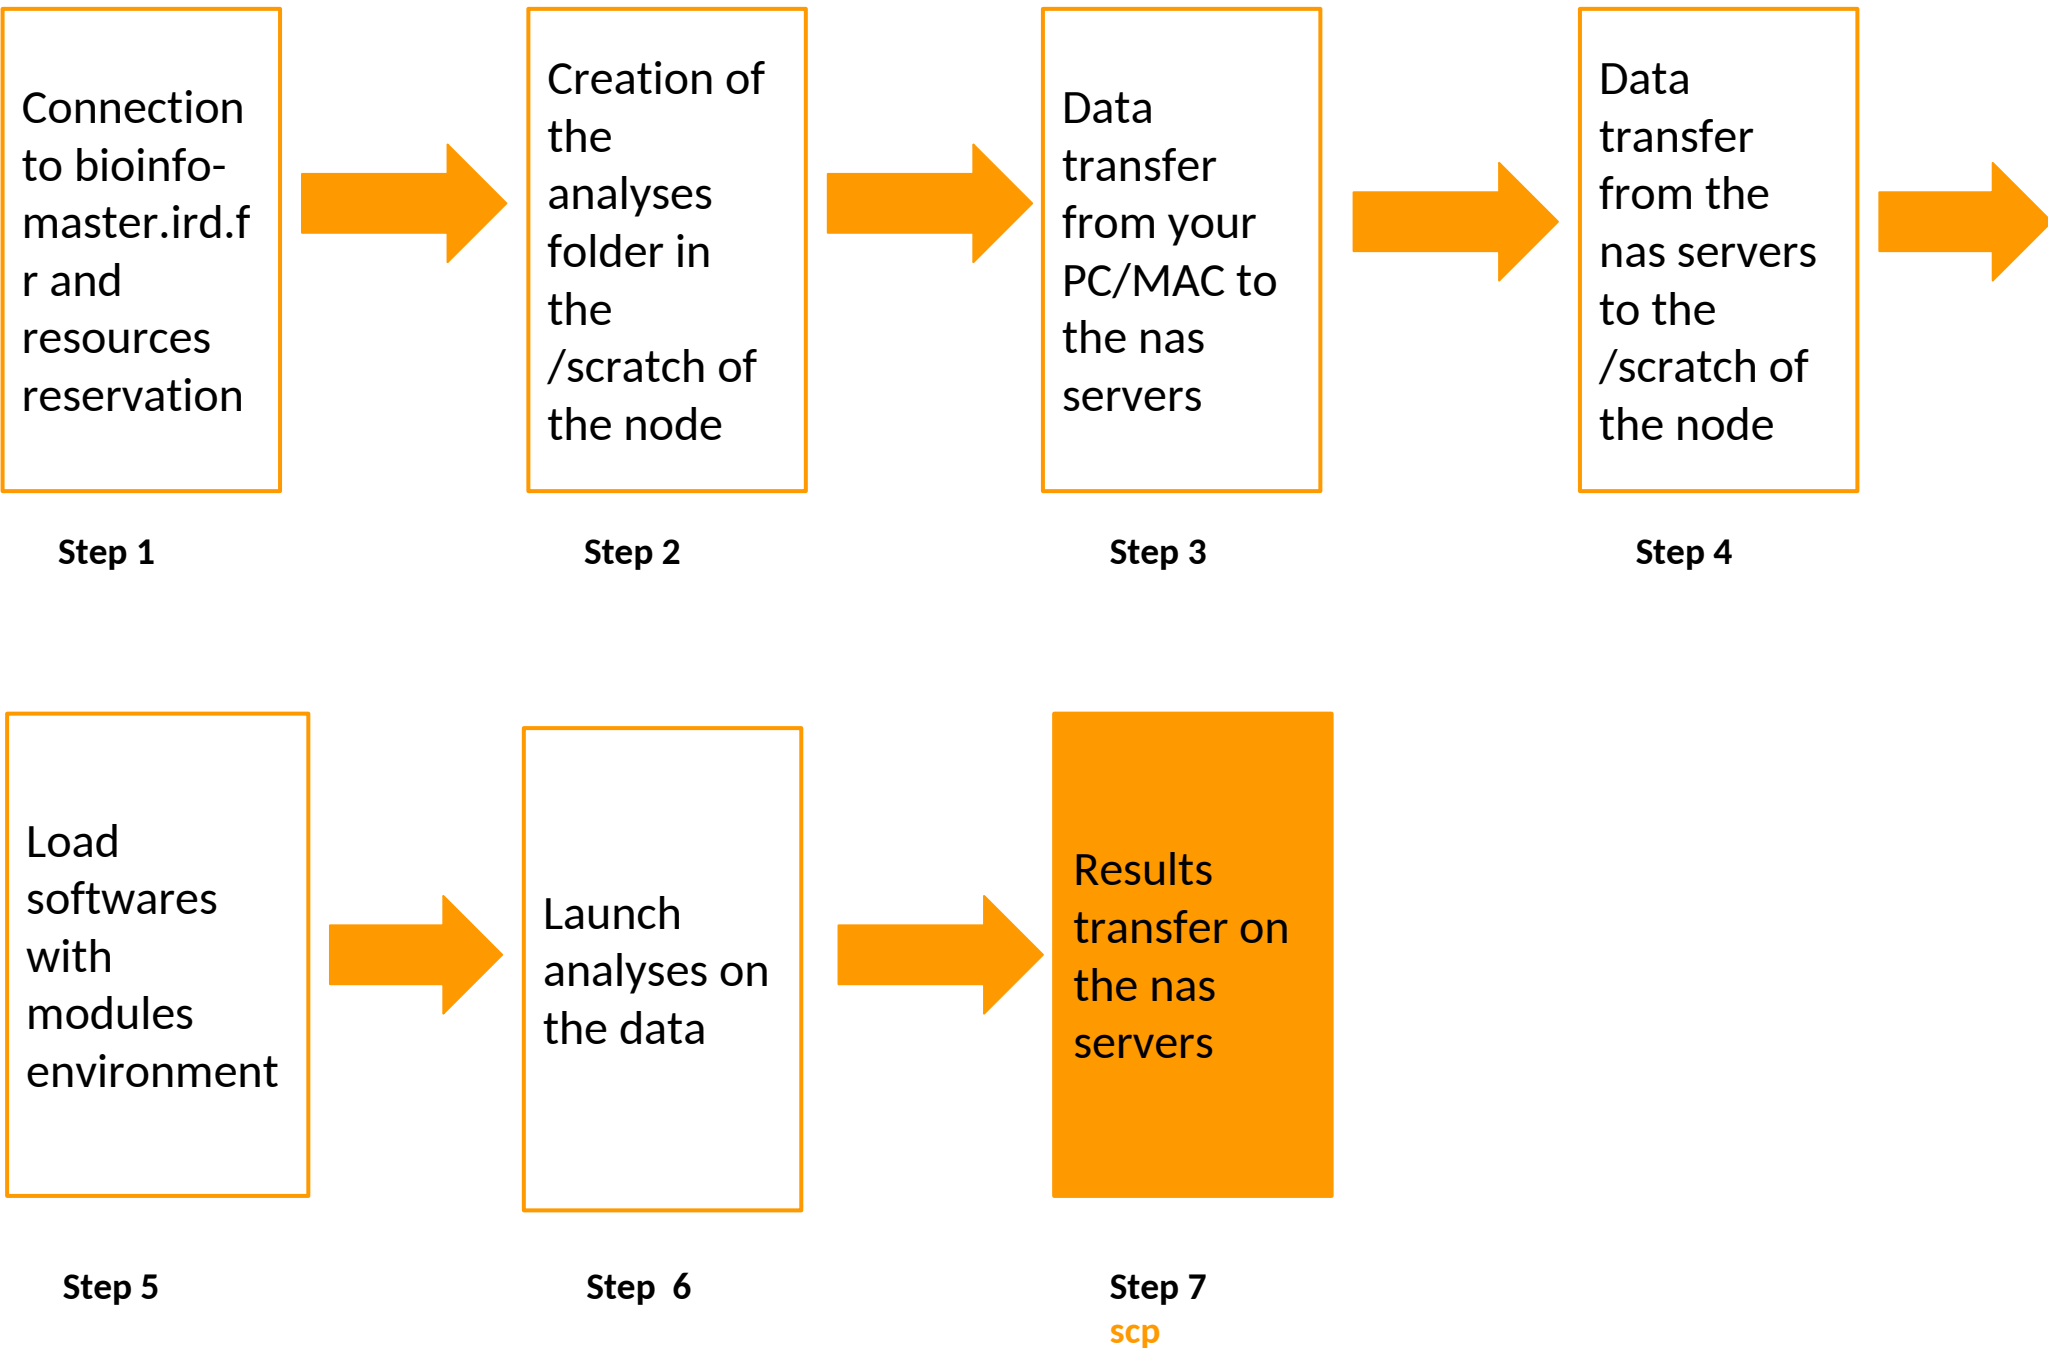 Connection
to bioinfo-
master.ird.f
r and
resources
reservation
Creation of
the
analyses
folder in
the
/scratch of
the node
Data
transfer
from your
PC/MAC to
the nas
servers
Data
transfer
from the
nas servers
to the
/scratch of
the node
Step 1
Step 2
Step 3
Step 4
Load
softwares
with
modules
environment
Launch
analyses on
the data
Results
transfer on
the nas
servers
Step 5
Step  6
Step 7
scp